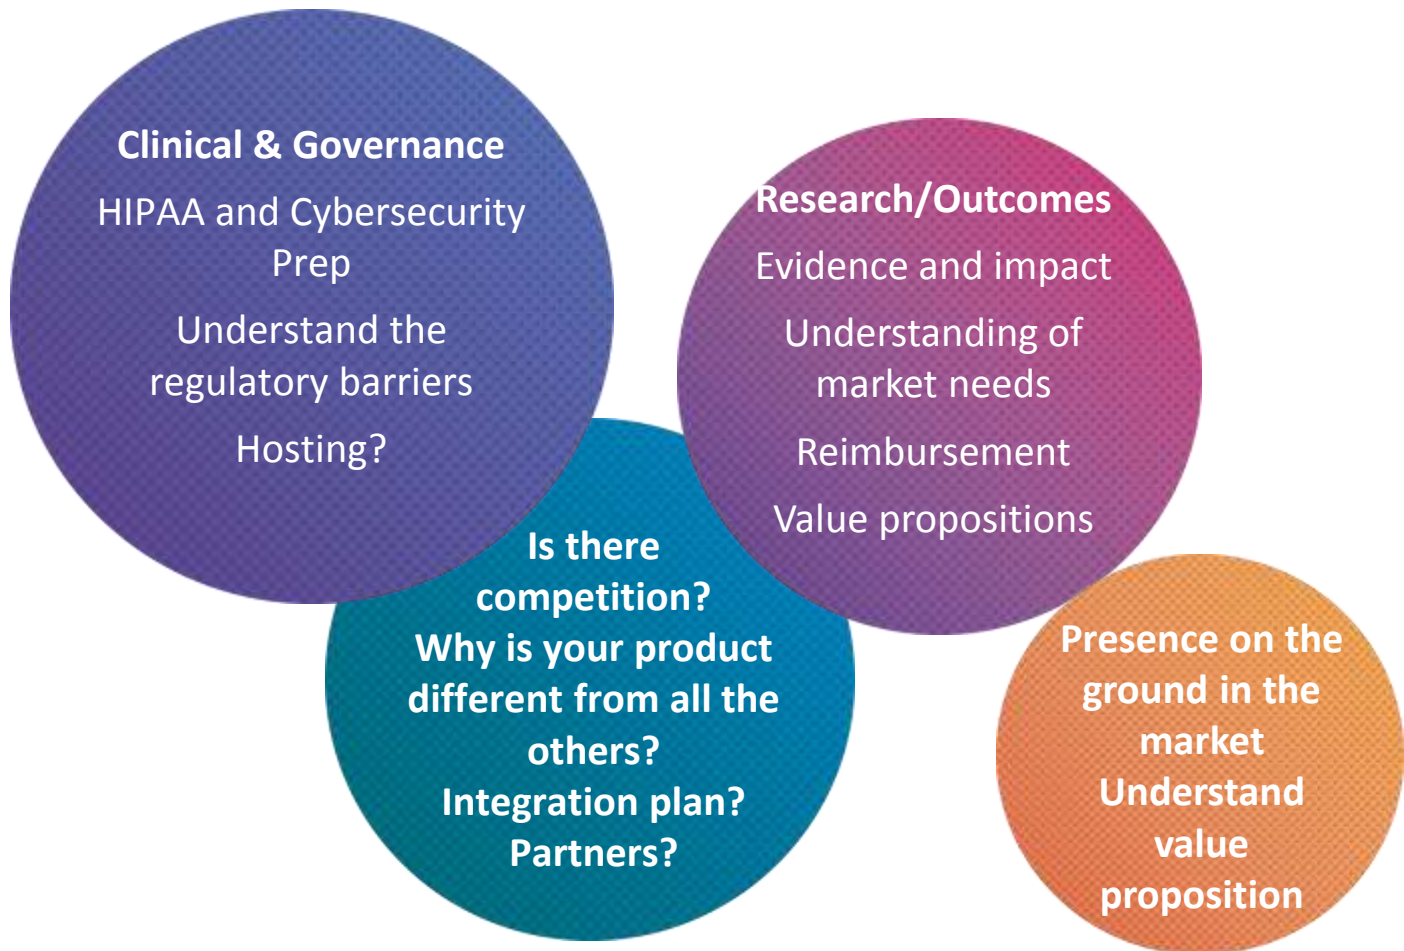 Clinical & Governance
HIPAA and Cybersecurity
Prep
Understand the
regulatory barriers
Hosting?
Research/Outcomes
Evidence and impact
Understanding of
market needs
Reimbursement
Value propositions
Is there
competition?
Why is your product
different from all the
others?
Integration plan?
Partners?
Presence on the
ground in the
market
Understand
value
proposition